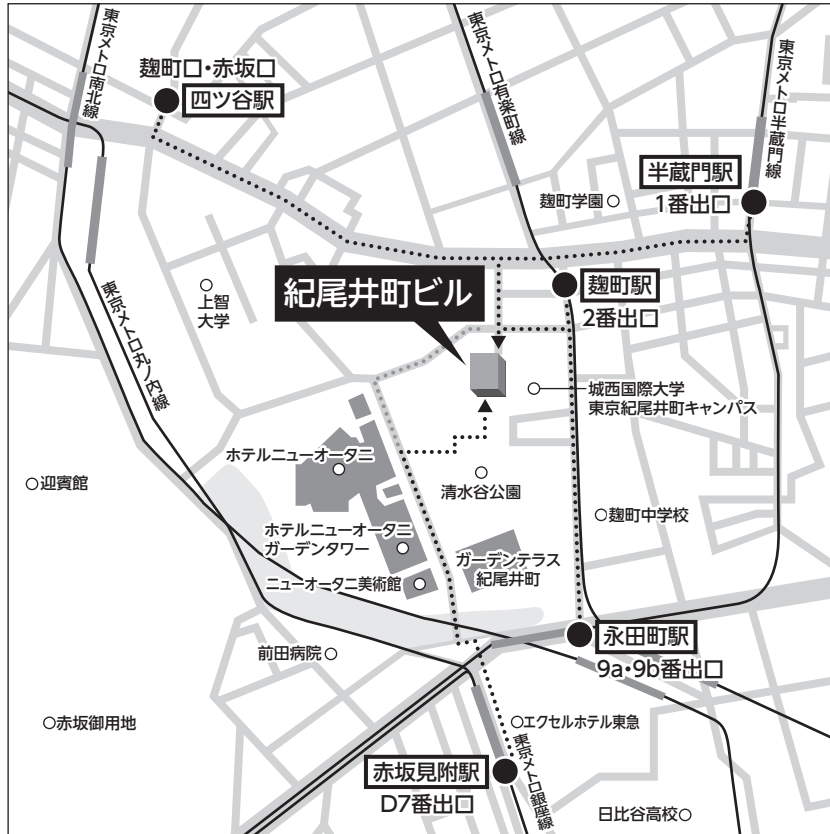 東京メトロ南北線
麹町口・赤坂口
四ツ谷駅
東京メトロ有楽町線
東京メトロ半蔵門線
半蔵門駅
1番出口
麹町学園
紀尾井町ビル
麹町駅
2番出口
上智
大学
東京メトロ丸ノ内線
城西国際大学
東京紀尾井町キャンパス
ホテルニューオータニ
迎賓館
清水谷公園
麹町中学校
ホテルニューオータニ
ガーデンタワー
ガーデンテラス
紀尾井町
ニューオータニ美術館
永田町駅
9a・9b番出口
前田病院
赤坂御用地
エクセルホテル東急
東京メトロ銀座線
赤坂見附駅
D7番出口
日比谷高校